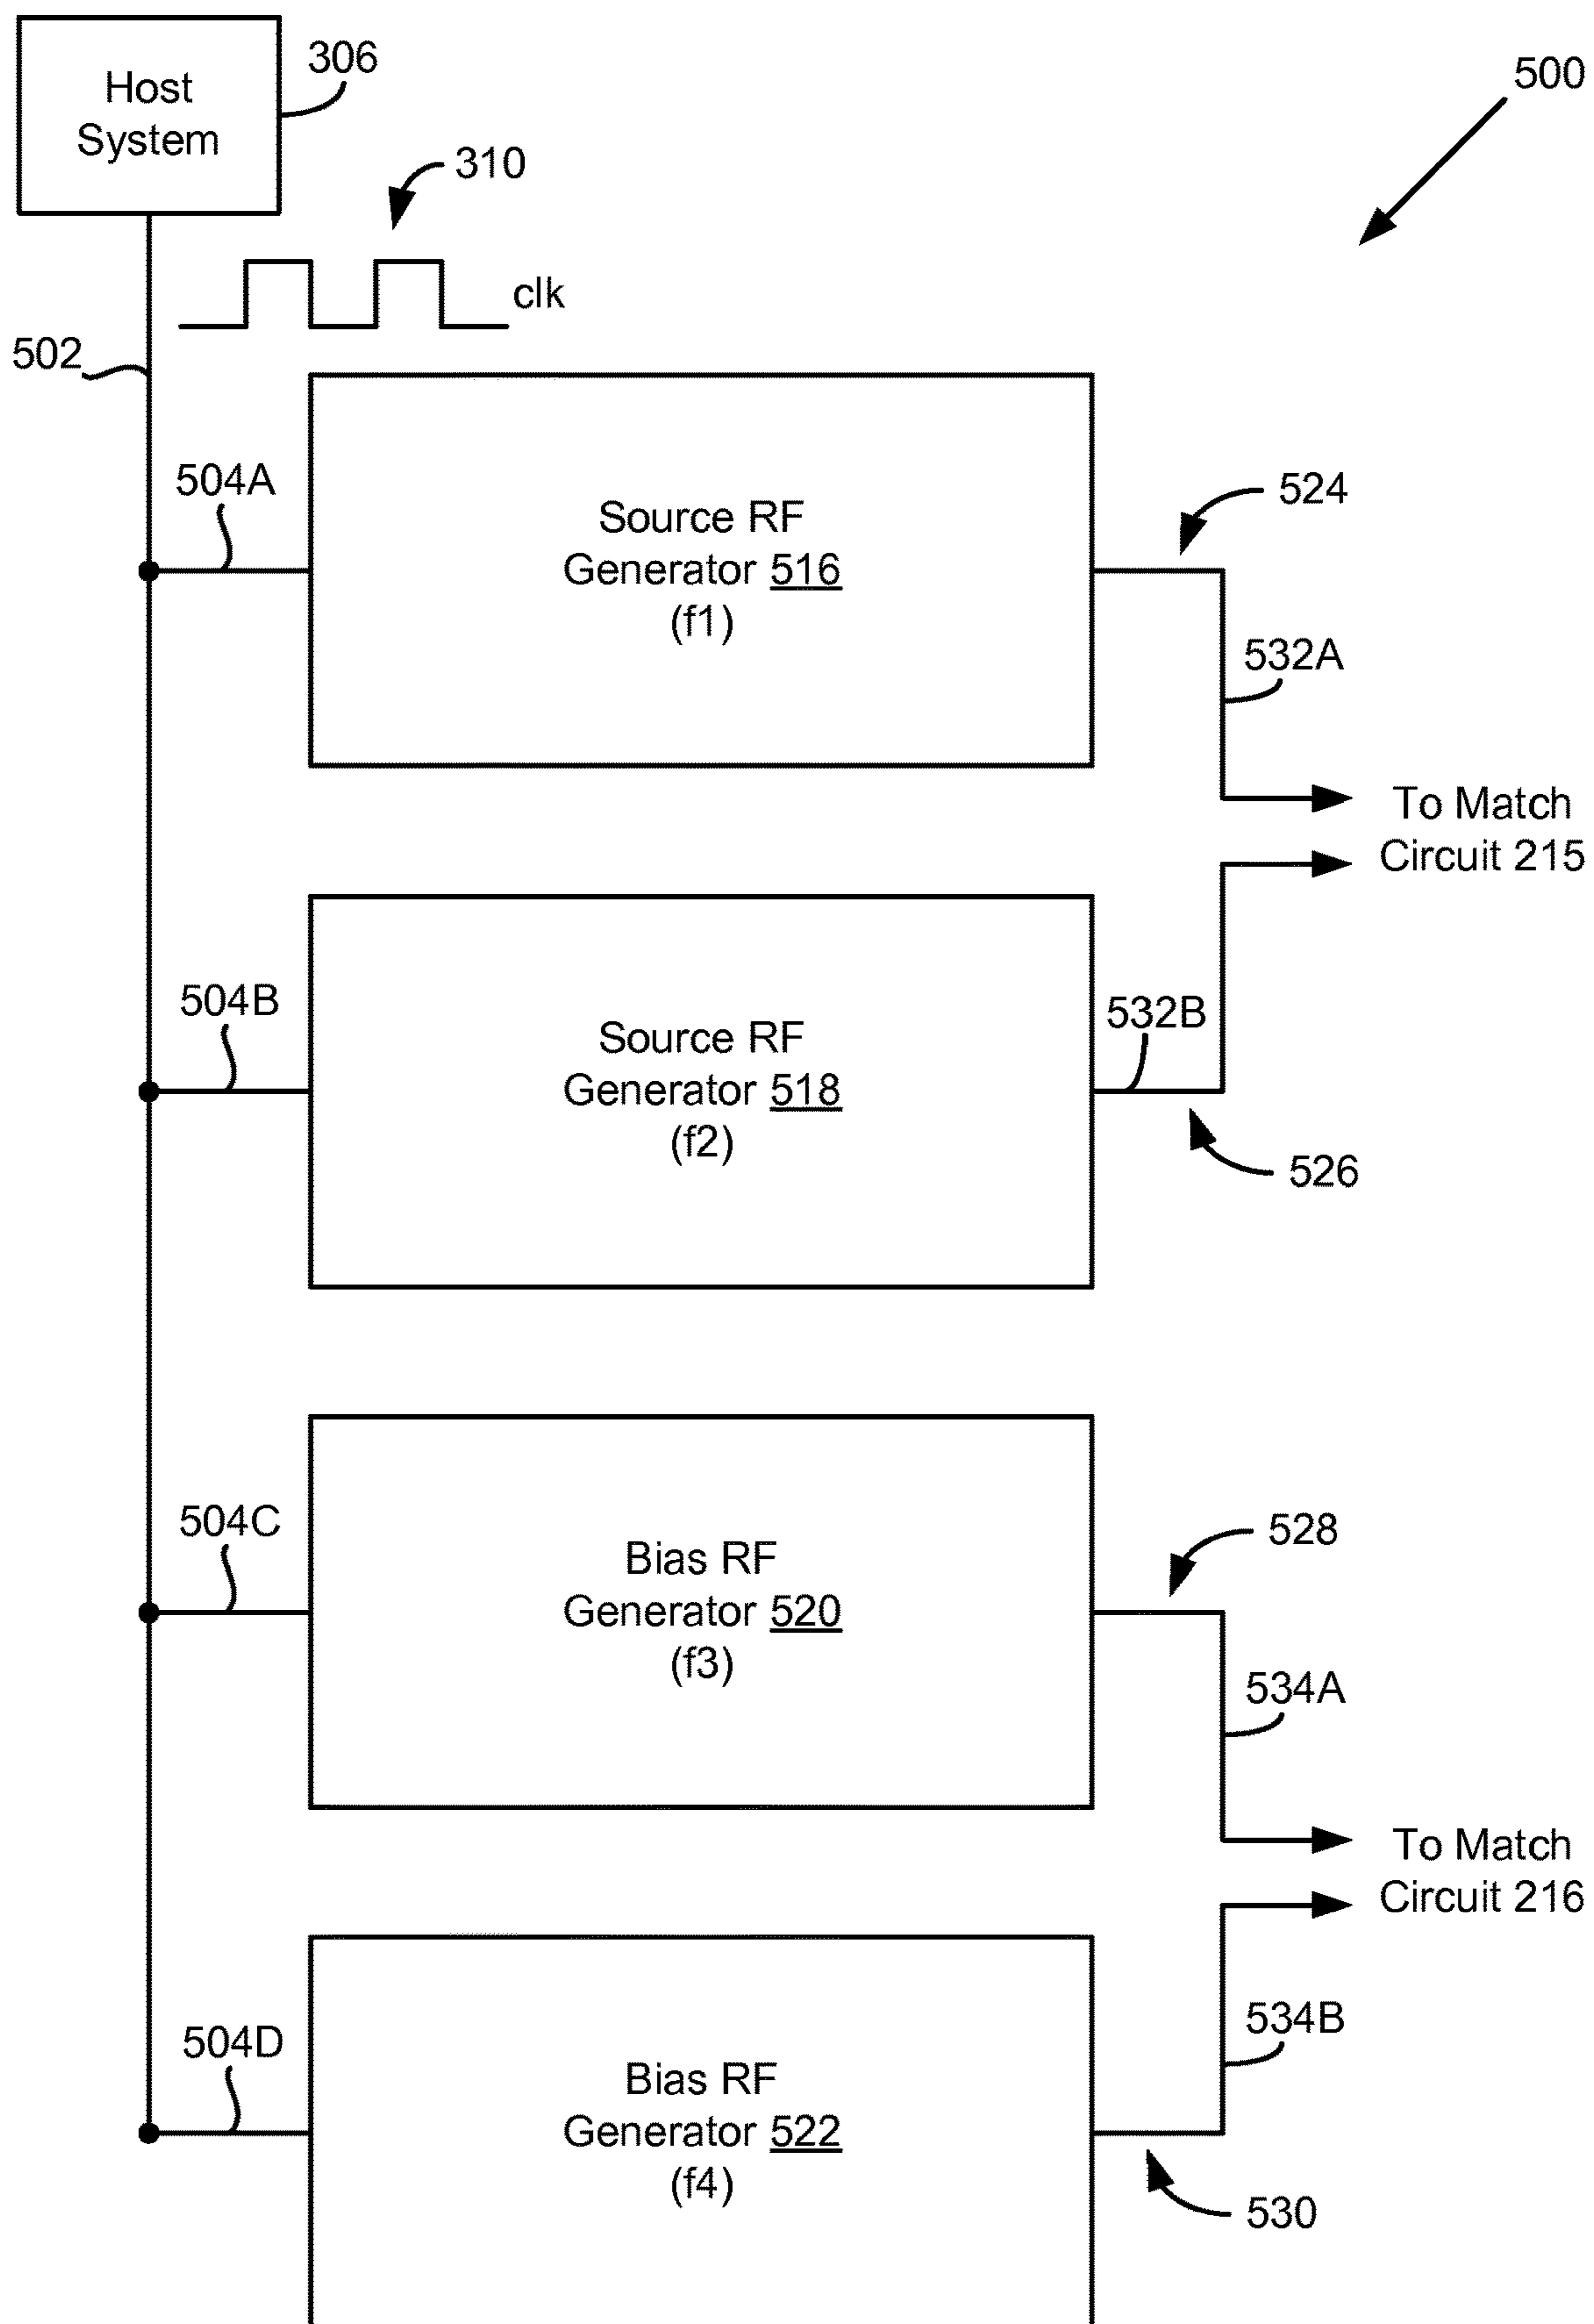 Host
System
306
500
310
clk
502
504A
Source RF
Generator 516
(f1)
524
532A
To Match
Circuit 215
504B
Source RF
Generator 518
(f2)
532B
526
504C
Bias RF
Generator 520
(f3)
528
534A
To Match
Circuit 216
504D
Bias RF
Generator 522
(f4)
534B
530